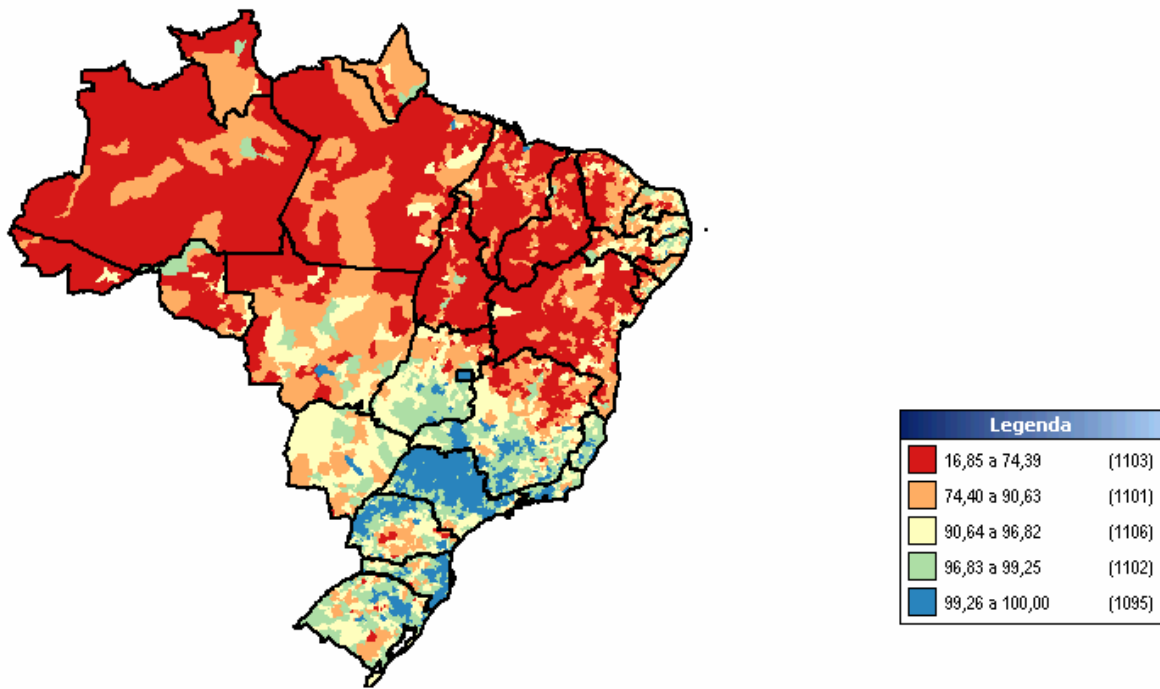 Legenda
16,85 a 74,39 (1103)
74,40 a 90,63 (1101)
90,64 a 96,82 (1106)
96,83 a 99,25 (1102)
99,26 a 100,00 (1095)